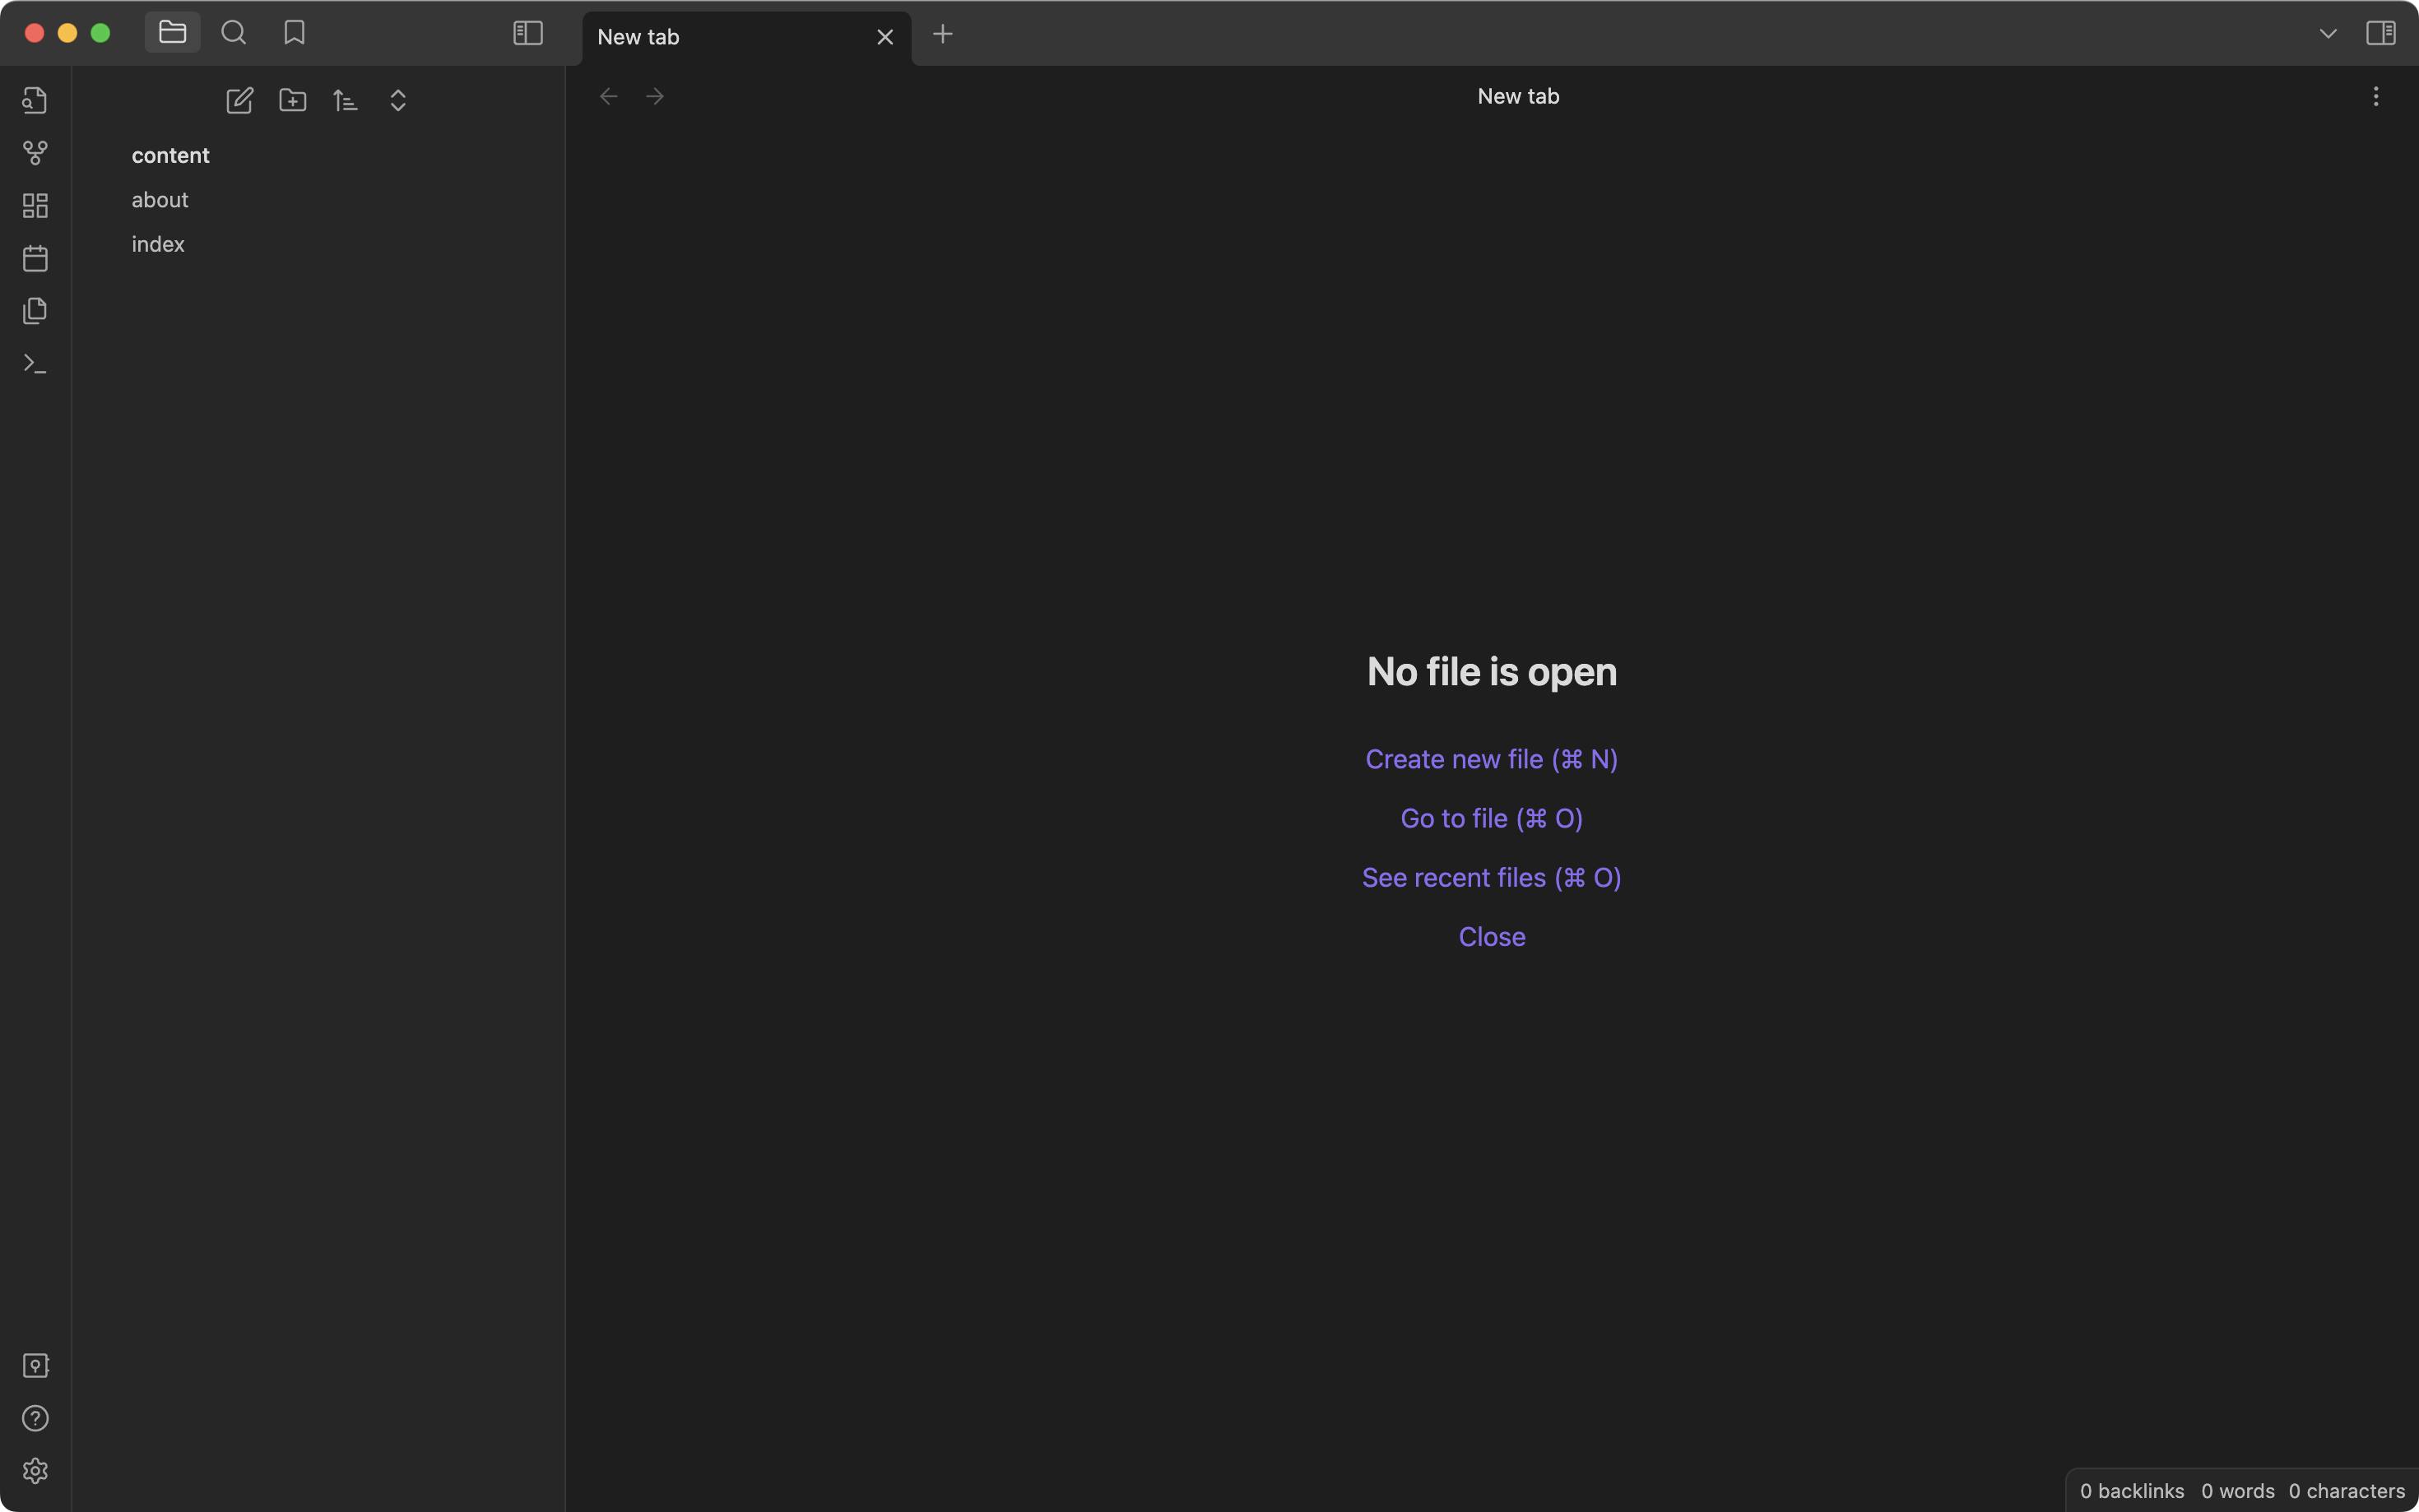 New tab
New tab
content
about
index
No file is open
Create new file (⌘ N)
Go to file (⌘ O)
See recent files (⌘ O)
Close
0 backlinks 0 words 0 characters